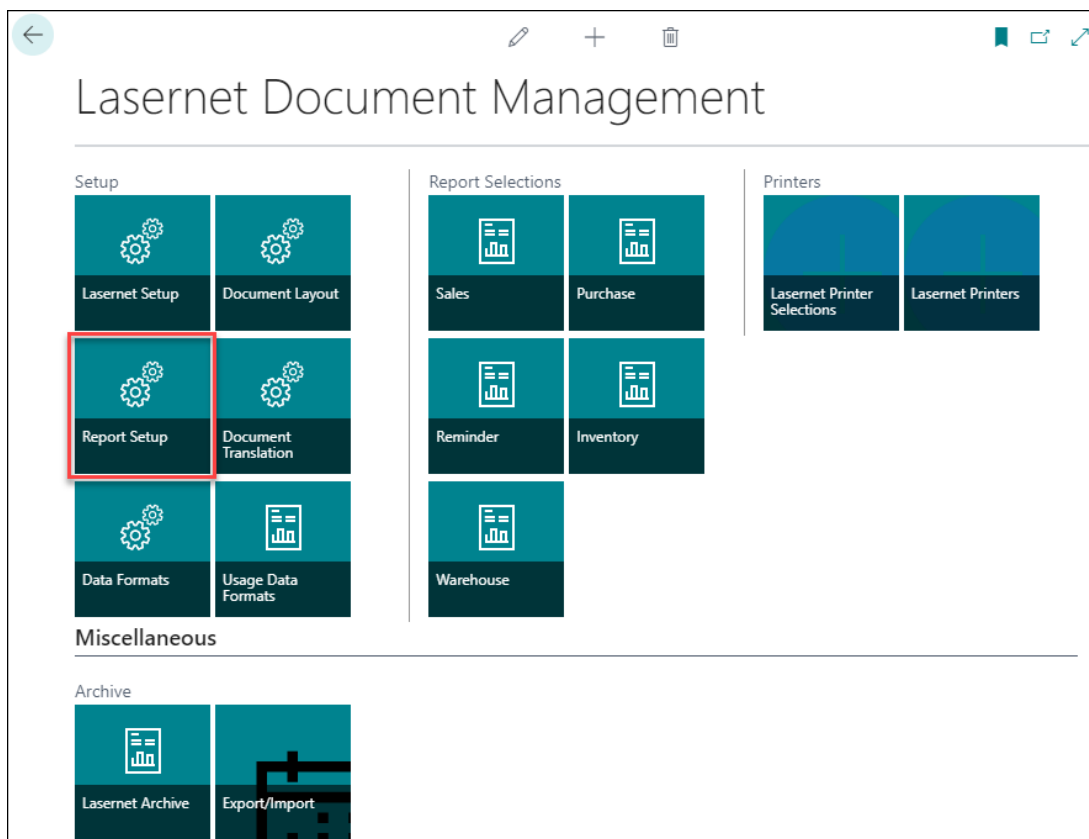 Lasernet Document Management
Setup
Report Selections
Printers
Lasernet Setup
Document Layout
Sales
Purchase
Lasernet Printer
Selections
Lasernet Printers
Report Setup
Document
Translation
Reminder
Inventory
Data Formats
Usage Data
Formats
Warehouse
Miscellaneous
Archive
Lasernet Archive
Export/Import